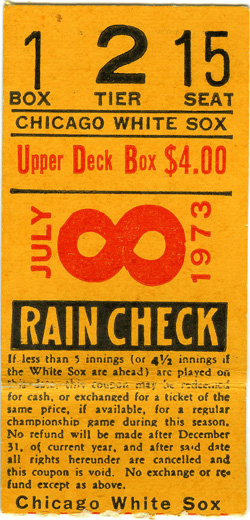 1 2 15
BOX TIER SEAT
CHICAGO WHITE SOX
Upper Deck Box $4.00
JULY 8 1973
RAIN CHECK
If less than 5 innings (or 4½ innings if
the White Sox are ahead) are played on
this date, this coupon may be redeemed
for cash, or exchanged for a ticket of the
same price, if available, for a regular
championship game during this season.
No refund will be made after December
31, of current year, and after said date
all rights hereunder are cancelled and
this coupon is void. No exchange or re-
fund except as above.
Chicago White Sox